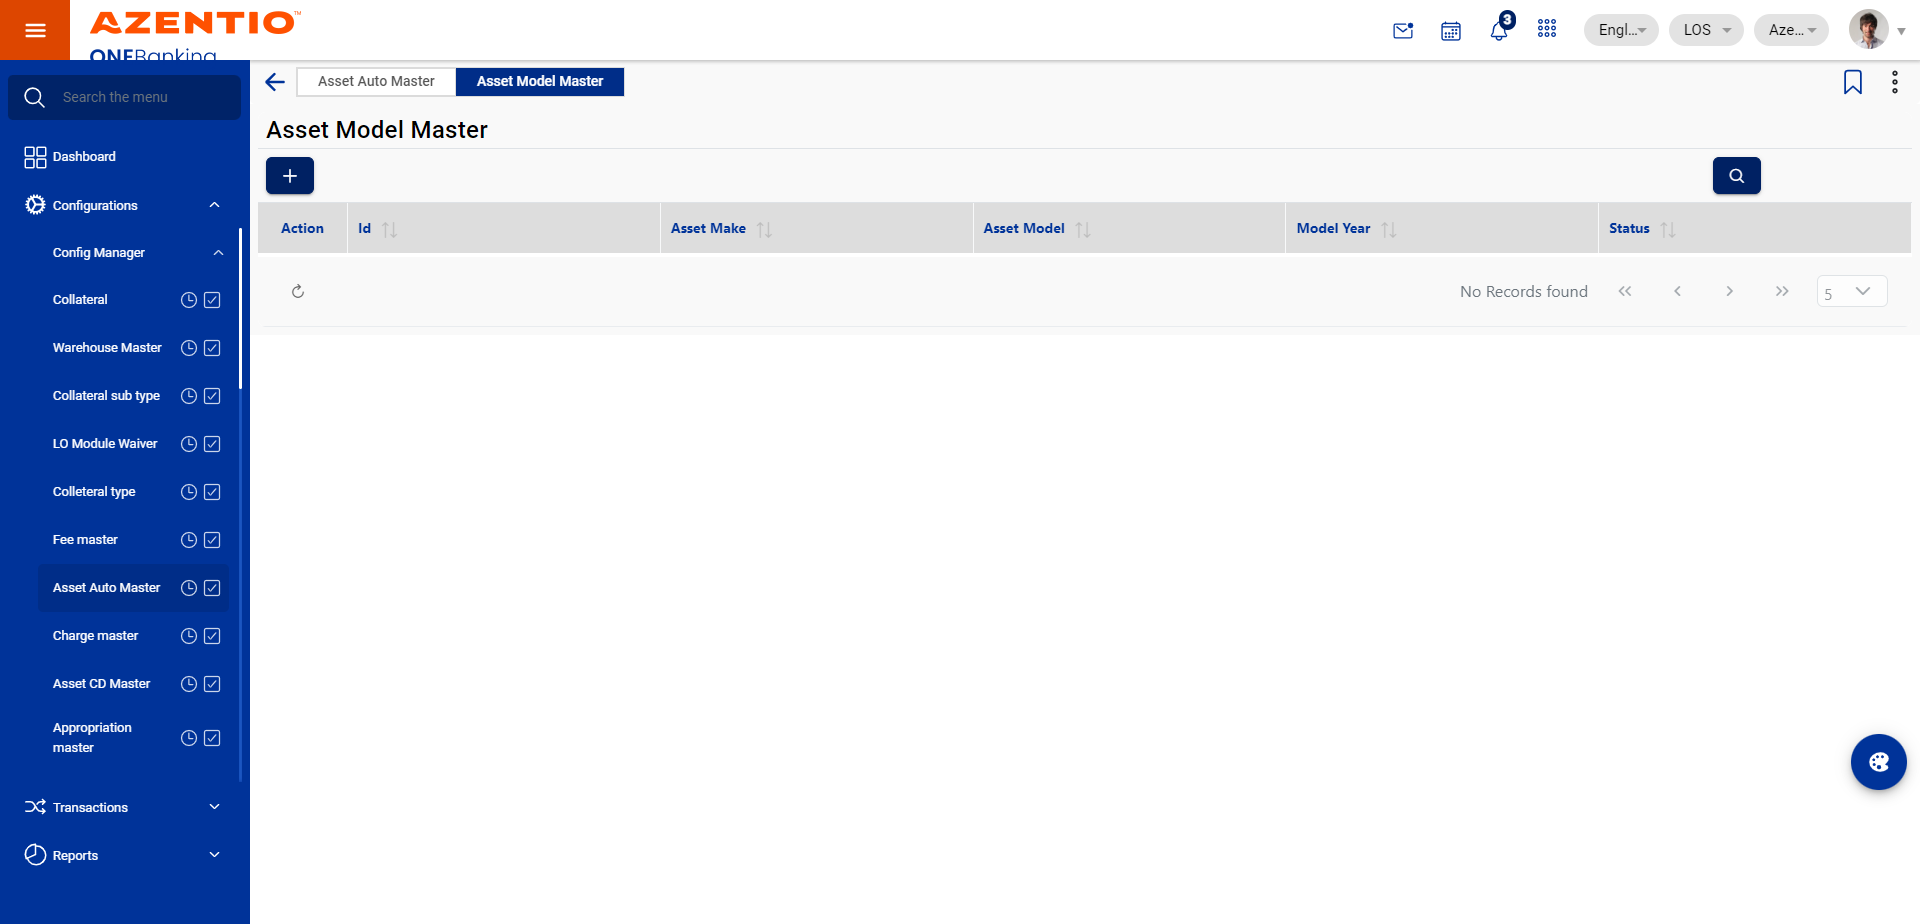 AZENTIO™
ONEBanking
3
Engl...
LOS
Aze...
Search the menu
Dashboard
Configurations
Config Manager
Collateral
Warehouse Master
Collateral sub type
LO Module Waiver
Colleteral type
Fee master
Asset Auto Master
Charge master
Asset CD Master
Appropriation
master
Transactions
Reports
Asset Auto Master
Asset Model Master
Asset Model Master
Action
Id
Asset Make
Asset Model
Model Year
Status
No Records found
5